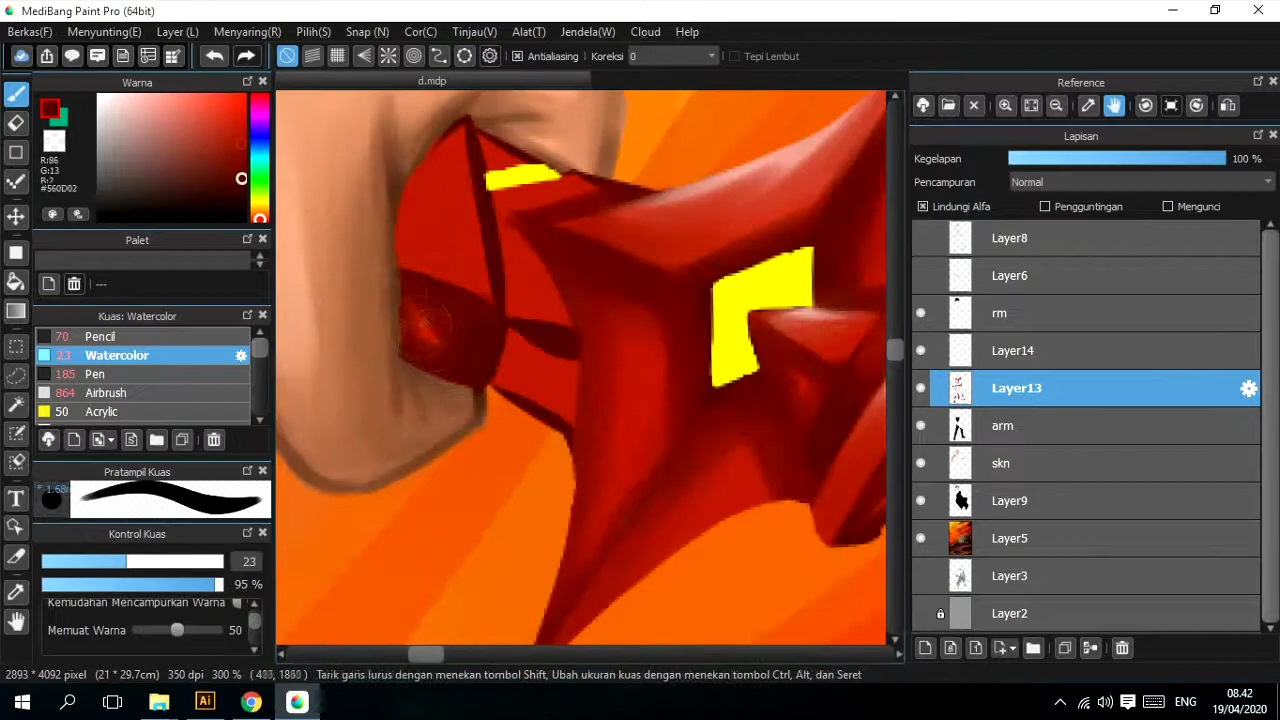 MediBang Paint Pro (64bit)
Berkas(F) Menyunting(E) Layer (L) Menyaring(R) Pilih(S) Snap (N) Cor(C) Tinjau(V) Alat(T) Jendela(W) Cloud Help
Antialiasing Koreksi 0 Tepi Lembut
Warna
d.mdp
Reference
R:86
G:13
B:2
#560D02
Lapisan
Kegelapan 100 %
Pencampuran Normal
Lindungi Alfa Pengguntingan Mengunci
Palet
---
Kuas: Watercolor
70 Pencil
23 Watercolor
185 Pen
864 Airbrush
50 Acrylic
Layer8
Layer6
rm
Layer14
Layer13
arm
skn
Layer9
Layer5
Layer3
Layer2
Pratampil Kuas
Kontrol Kuas
23
95 %
Kemudahan Mencampurkan Warna
Memuat Warna 50
2893 * 4092 pixel (21 * 29.7cm) 350 dpi 300 % Tarik garis lurus dengan menekan tombol Shift, Ubah ukuran kuas dengan menekan tombol Ctrl, Alt, dan Seret
Ai
ENG
08.42
19/04/2020